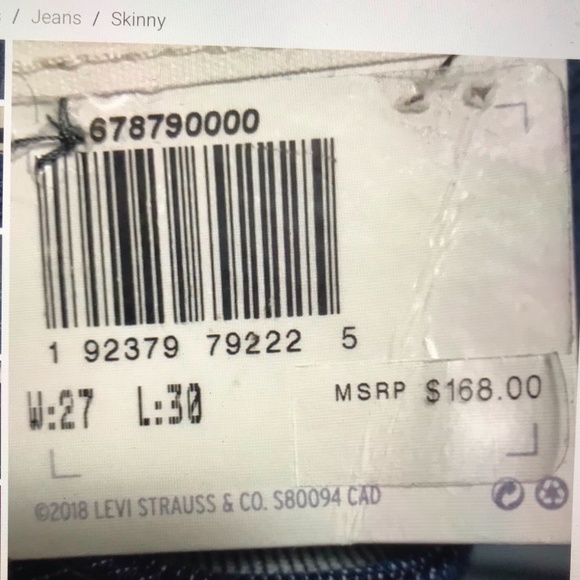 / Jeans / Skinny
678790000
1 92379 79222 5
W:27 L:30
MSRP $168.00
©2018 LEVI STRAUSS & CO. S80094 CAD